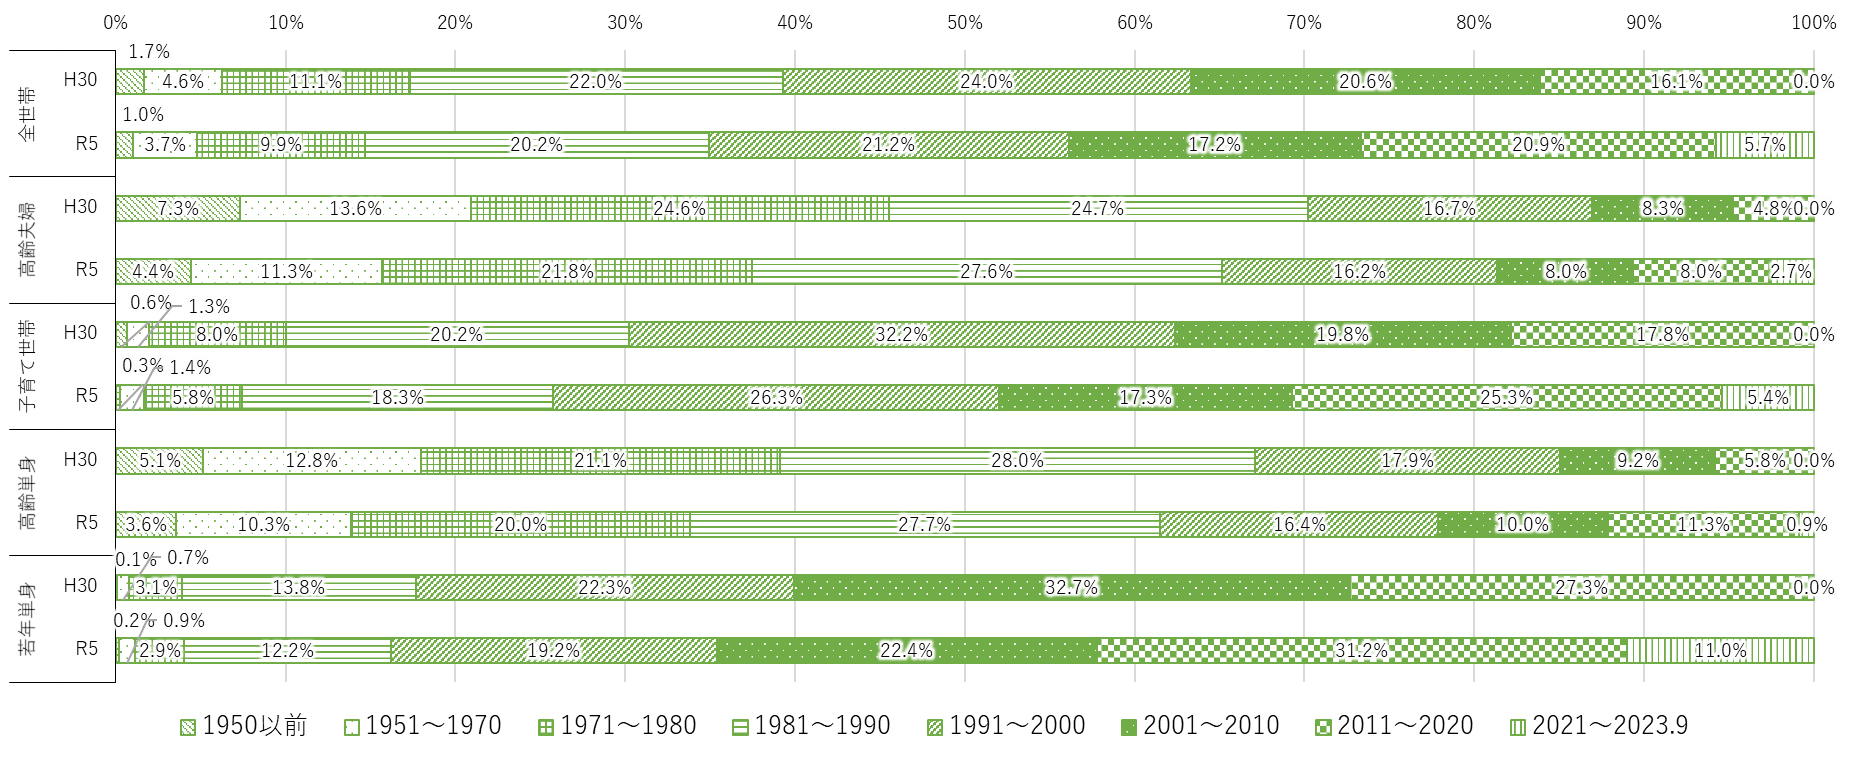 0% 10% 20% 30% 40% 50% 60% 70% 80% 90% 100%
全世帯
H30 1.7% 4.6% 11.1% 22.0% 24.0% 20.6% 16.1% 0.0%
R5 1.0% 3.7% 9.9% 20.2% 21.2% 17.2% 20.9% 5.7%
高齢夫婦
H30 7.3% 13.6% 24.6% 24.7% 16.7% 8.3% 4.8% 0.0%
R5 4.4% 11.3% 21.8% 27.6% 16.2% 8.0% 8.0% 2.7%
子育て世帯
H30 0.6% 1.3% 8.0% 20.2% 32.2% 19.8% 17.8% 0.0%
R5 0.3% 1.4% 5.8% 18.3% 26.3% 17.3% 25.3% 5.4%
高齢単身
H30 5.1% 12.8% 21.1% 28.0% 17.9% 9.2% 5.8% 0.0%
R5 3.6% 10.3% 20.0% 27.7% 16.4% 10.0% 11.3% 0.9%
若年単身
H30 0.1% 0.7% 3.1% 13.8% 22.3% 32.7% 27.3% 0.0%
R5 0.2% 0.9% 2.9% 12.2% 19.2% 22.4% 31.2% 11.0%
1950以前 1951～1970 1971～1980 1981～1990 1991～2000 2001～2010 2011～2020 2021～2023.9